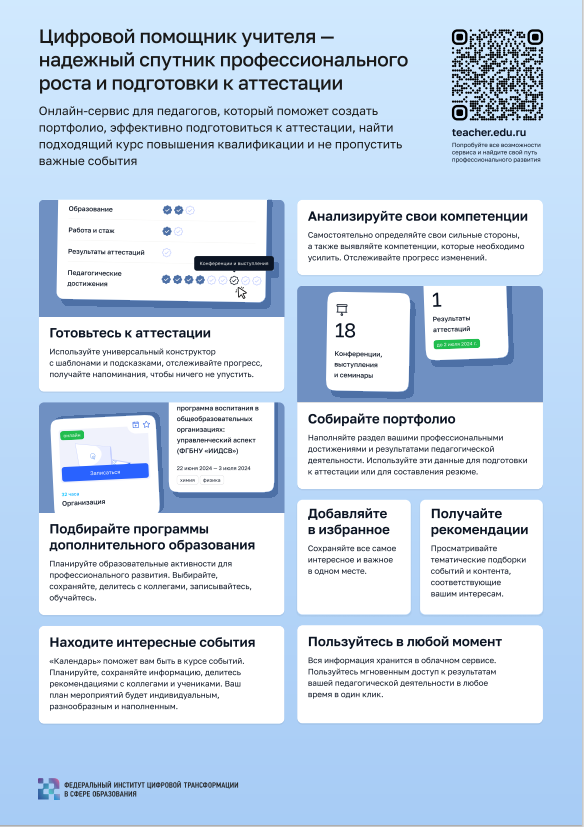 Цифровой помощник учителя —
надежный спутник профессионального
роста и подготовки к аттестации
Онлайн-сервис для педагогов, который поможет создать
портфолио, эффективно подготовиться к аттестации, найти
подходящий курс повышения квалификации и не пропустить
важные события
teacher.edu.ru
Попробуйте все возможности
сервиса и найдите свой путь
профессионального развития
Образование
Работа и стаж
Результаты аттестаций
Конференции и выступления
Педагогические
достижения
Готовьтесь к аттестации
Используйте универсальный конструктор
с шаблонами и подсказками, отслеживайте прогресс,
получайте напоминания, чтобы ничего не упустить.
Анализируйте свои компетенции
Самостоятельно определяйте свои сильные стороны,
а также выявляйте компетенции, которые необходимо
усилить. Отслеживайте прогресс изменений.
18
Конференции,
выступления
и семинары
1
Результаты
аттестаций
до 3 июля 2024 г.
Собирайте портфолио
Наполняйте раздел вашими профессиональными
достижениями и результатами педагогической
деятельности. Используйте эти данные для подготовки
к аттестации или для составления резюме.
онлайн
Записаться
32 часа
Организация
программа воспитания в
общеобразовательных
организациях:
управленческий аспект
(ФГБНУ «ИИДСВ»)
22 июня 2024 — 3 июля 2024
химия
физика
Подбирайте программы
дополнительного образования
Планируйте образовательные активности для
профессионального развития. Выбирайте,
сохраняйте, делитесь с коллегами, записывайтесь,
обучайтесь.
Добавляйте
в избранное
Сохраняйте все самое
интересное и важное
в одном месте.
Получайте
рекомендации
Просматривайте
тематические подборки
событий и контента,
соответствующие
вашим интересам.
Находите интересные события
«Календарь» поможет вам быть в курсе событий.
Планируйте, сохраняйте информацию, делитесь
рекомендациями с коллегами и учениками. Ваш
план мероприятий будет индивидуальным,
разнообразным и наполненным.
Пользуйтесь в любой момент
Вся информация хранится в облачном сервисе.
Пользуйтесь мгновенным доступ к результатам
вашей педагогической деятельности в любое
время в один клик.
ФЕДЕРАЛЬНЫЙ ИНСТИТУТ ЦИФРОВОЙ ТРАНСФОРМАЦИИ
В СФЕРЕ ОБРАЗОВАНИЯ